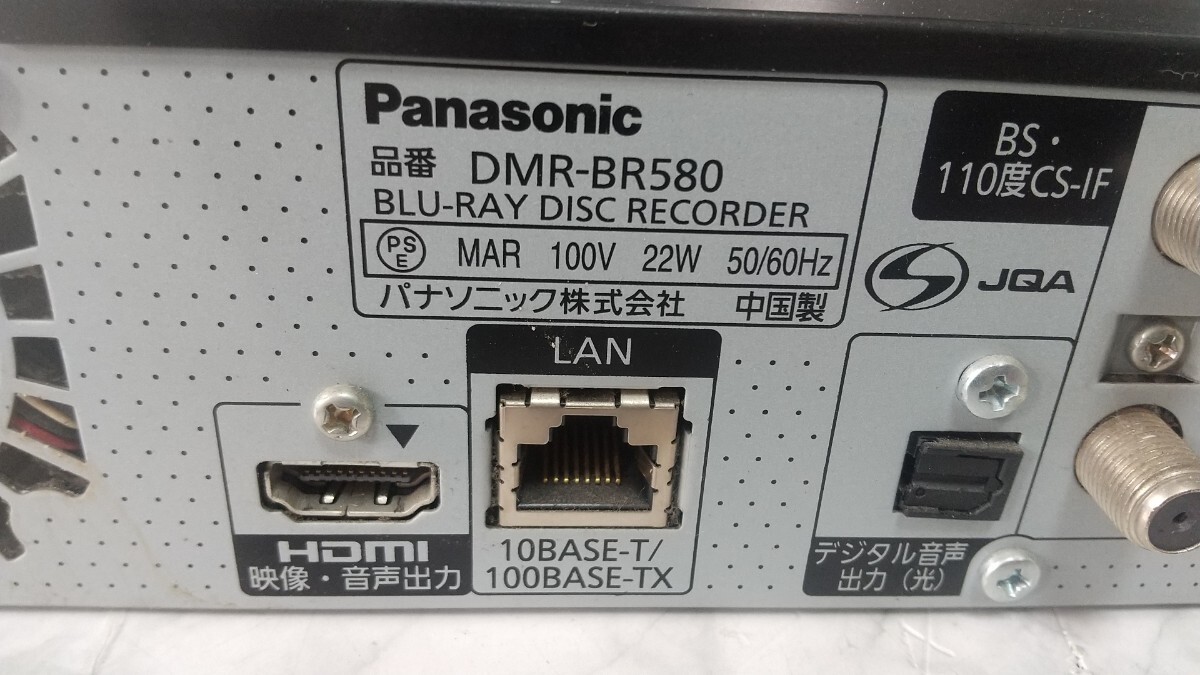 Panasonic
品番 DMR-BR580
BLU-RAY DISC RECORDER
PS
E
MAR 100V 22W 50/60Hz
パナソニック株式会社 中国製
BS・
110度CS-IF
JQA
LAN
HDMI
映像・音声出力
10BASE-T/
100BASE-TX
デジタル音声
出力(光)